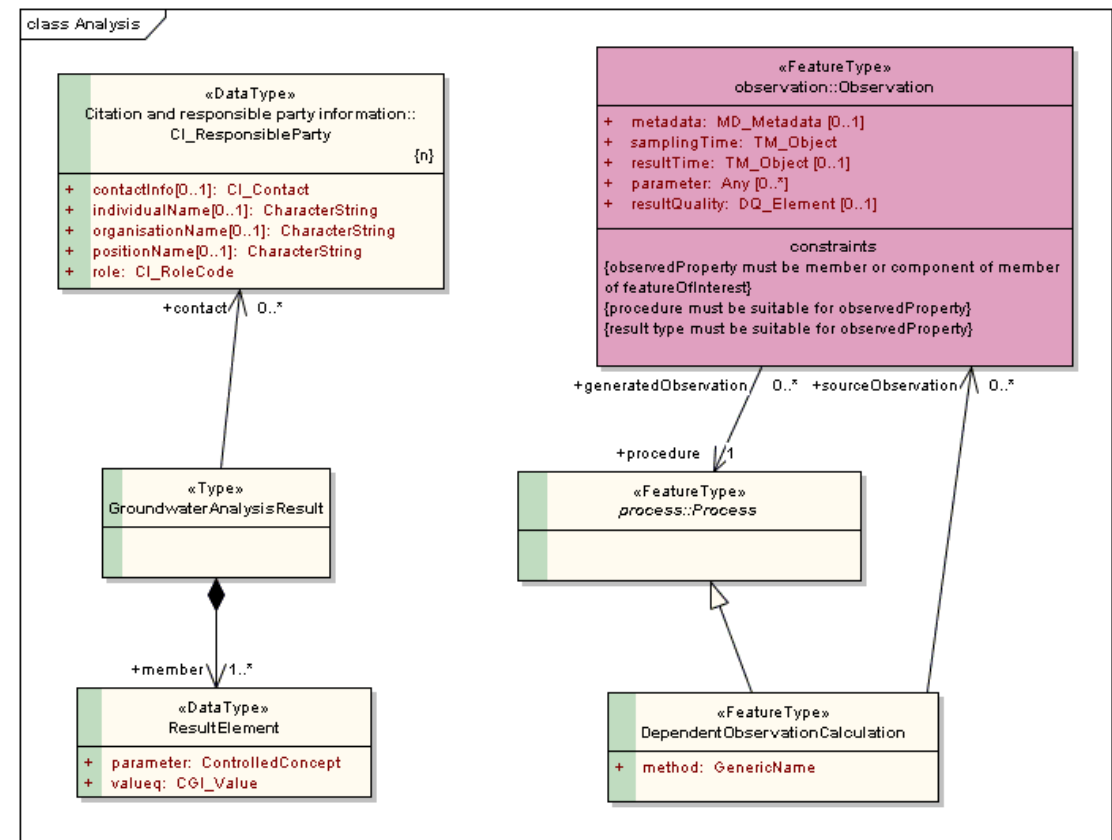 class Analysis
«DataType»
Citation and responsible party information::
CI_ResponsibleParty
{n}
+ contactInfo[0..1]: CI_Contact
+ individualName[0..1]: CharacterString
+ organisationName[0..1]: CharacterString
+ positionName[0..1]: CharacterString
+ role: CI_RoleCode
«FeatureType»
observation::Observation
+ metadata: MD_Metadata [0..1]
+ samplingTime: TM_Object
+ resultTime: TM_Object [0..1]
+ parameter: Any [0..*]
+ resultQuality: DQ_Element [0..1]
constraints
{observedProperty must be member or component of member
of featureOfInterest}
{procedure must be suitable for observedProperty}
{result type must be suitable for observedProperty}
+contact 0..*
+generatedObservation 0..* +sourceObservation 0..*
+procedure 1
«Type»
GroundwaterAnalysisResult
«FeatureType»
process::Process
+member 1..*
«DataType»
ResultElement
+ parameter: ControlledConcept
+ valueq: CGI_Value
«FeatureType»
DependentObservationCalculation
+ method: GenericName